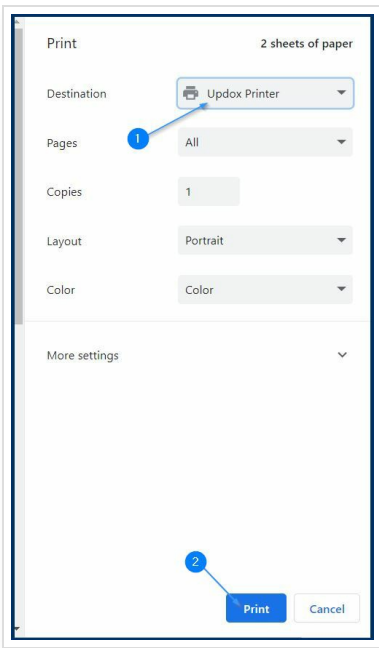 Print 2 sheets of paper
Destination Updox Printer
1
Pages All
Copies 1
Layout Portrait
Color Color
More settings
2
Print Cancel